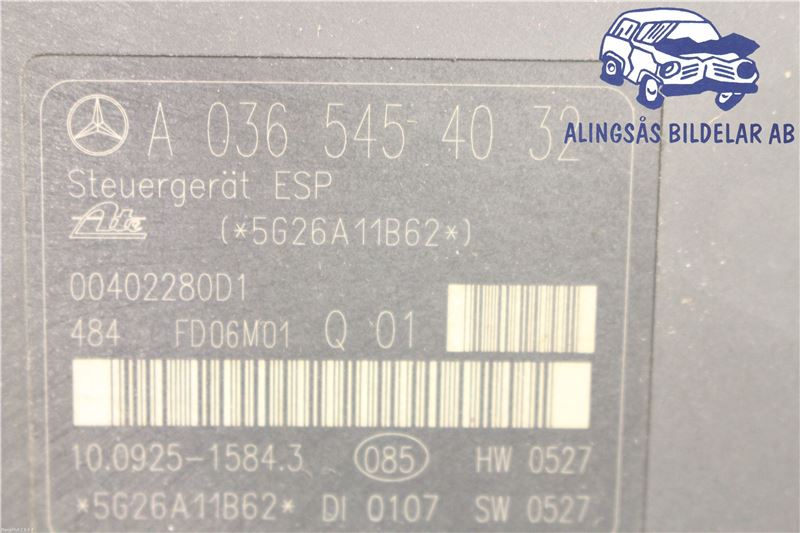 A 036 545 40 32
ALINGSÅS BILDELAR AB
Steuergerät ESP
Ate (*5G26A11B62*)
00402280D1
484 FD06M01 Q 01
10.0925-1584.3 085 HW 0527
*5G26A11B62* DI 0107 SW 0527